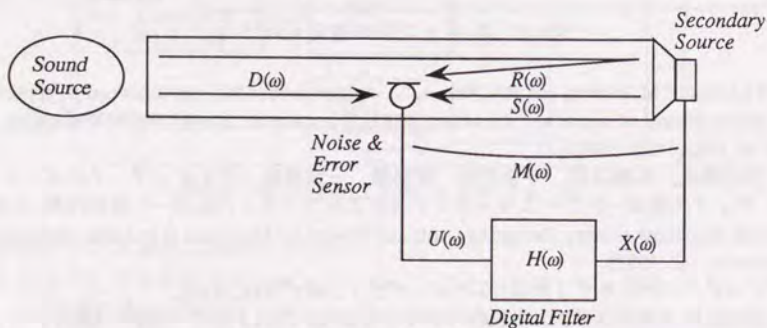 Secondary
Source
Sound
Source
D(ω)
R(ω)
S(ω)
Noise &
Error
Sensor
M(ω)
U(ω)
H(ω)
X(ω)
Digital Filter